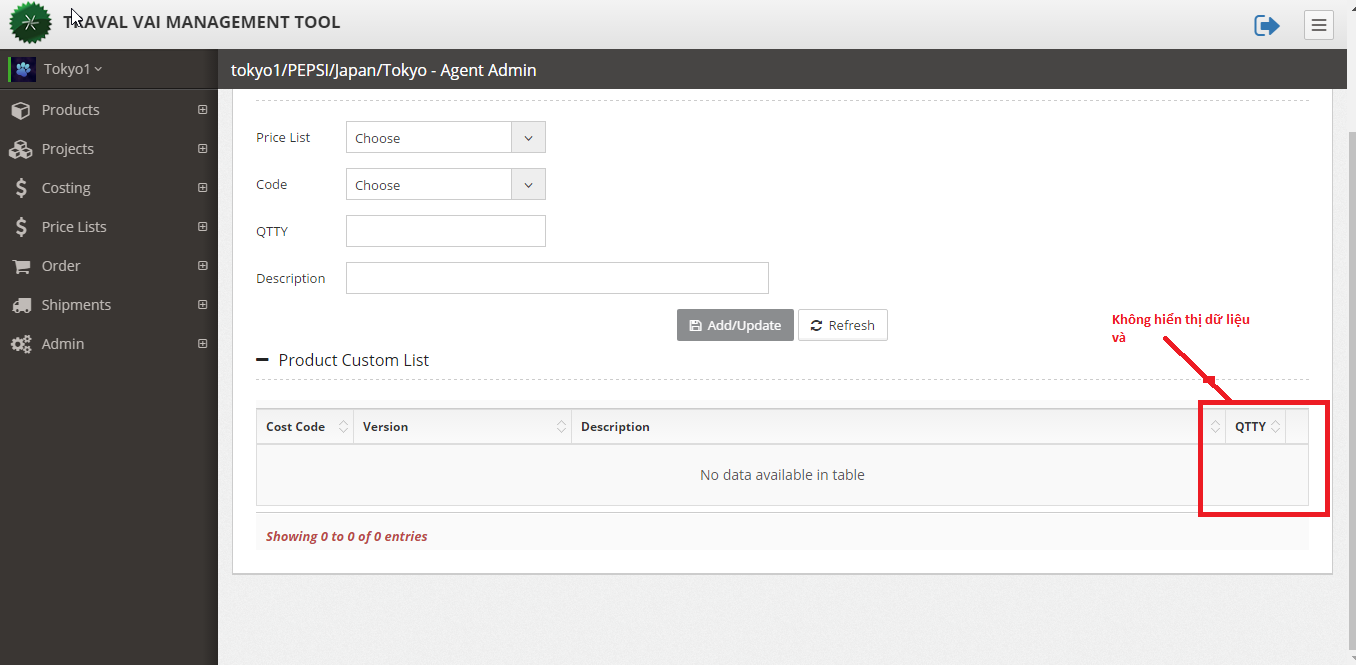 TRAVAL VAI MANAGEMENT TOOL
Tokyo1
tokyo1/PEPSI/Japan/Tokyo - Agent Admin
Products
Projects
Costing
Price Lists
Order
Shipments
Admin
Price List
Choose
Code
Choose
QTTY
Description
Add/Update
Refresh
Không hiển thị dữ liệu
và
Product Custom List
Cost Code
Version
Description
QTTY
No data available in table
Showing 0 to 0 of 0 entries